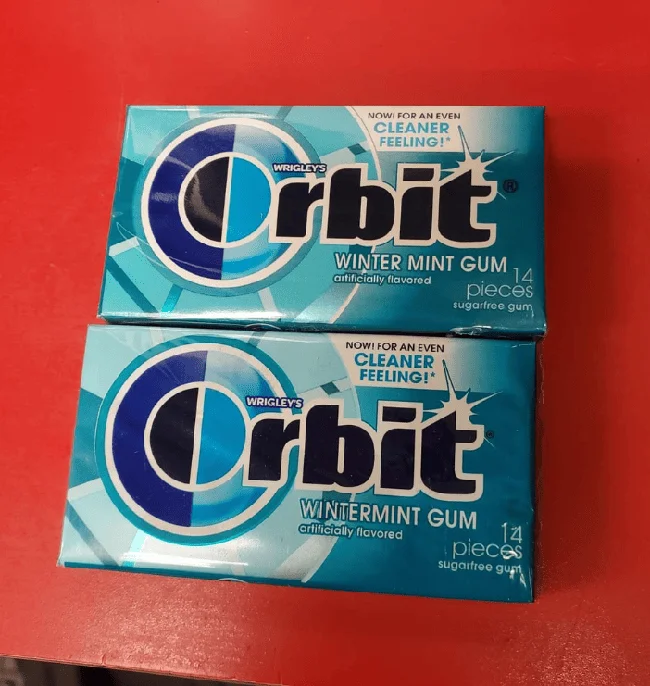 NOW! FOR AN EVEN
CLEANER
FEELING!*
WRIGLEY'S
Orbit®
WINTER MINT GUM
artificially flavored
14
pieces
sugarfree gum
NOW! FOR AN EVEN
CLEANER
FEELING!*
WRIGLEY'S
Orbit®
WINTERMINT GUM
artificially flavored
14
pieces
sugarfree gum